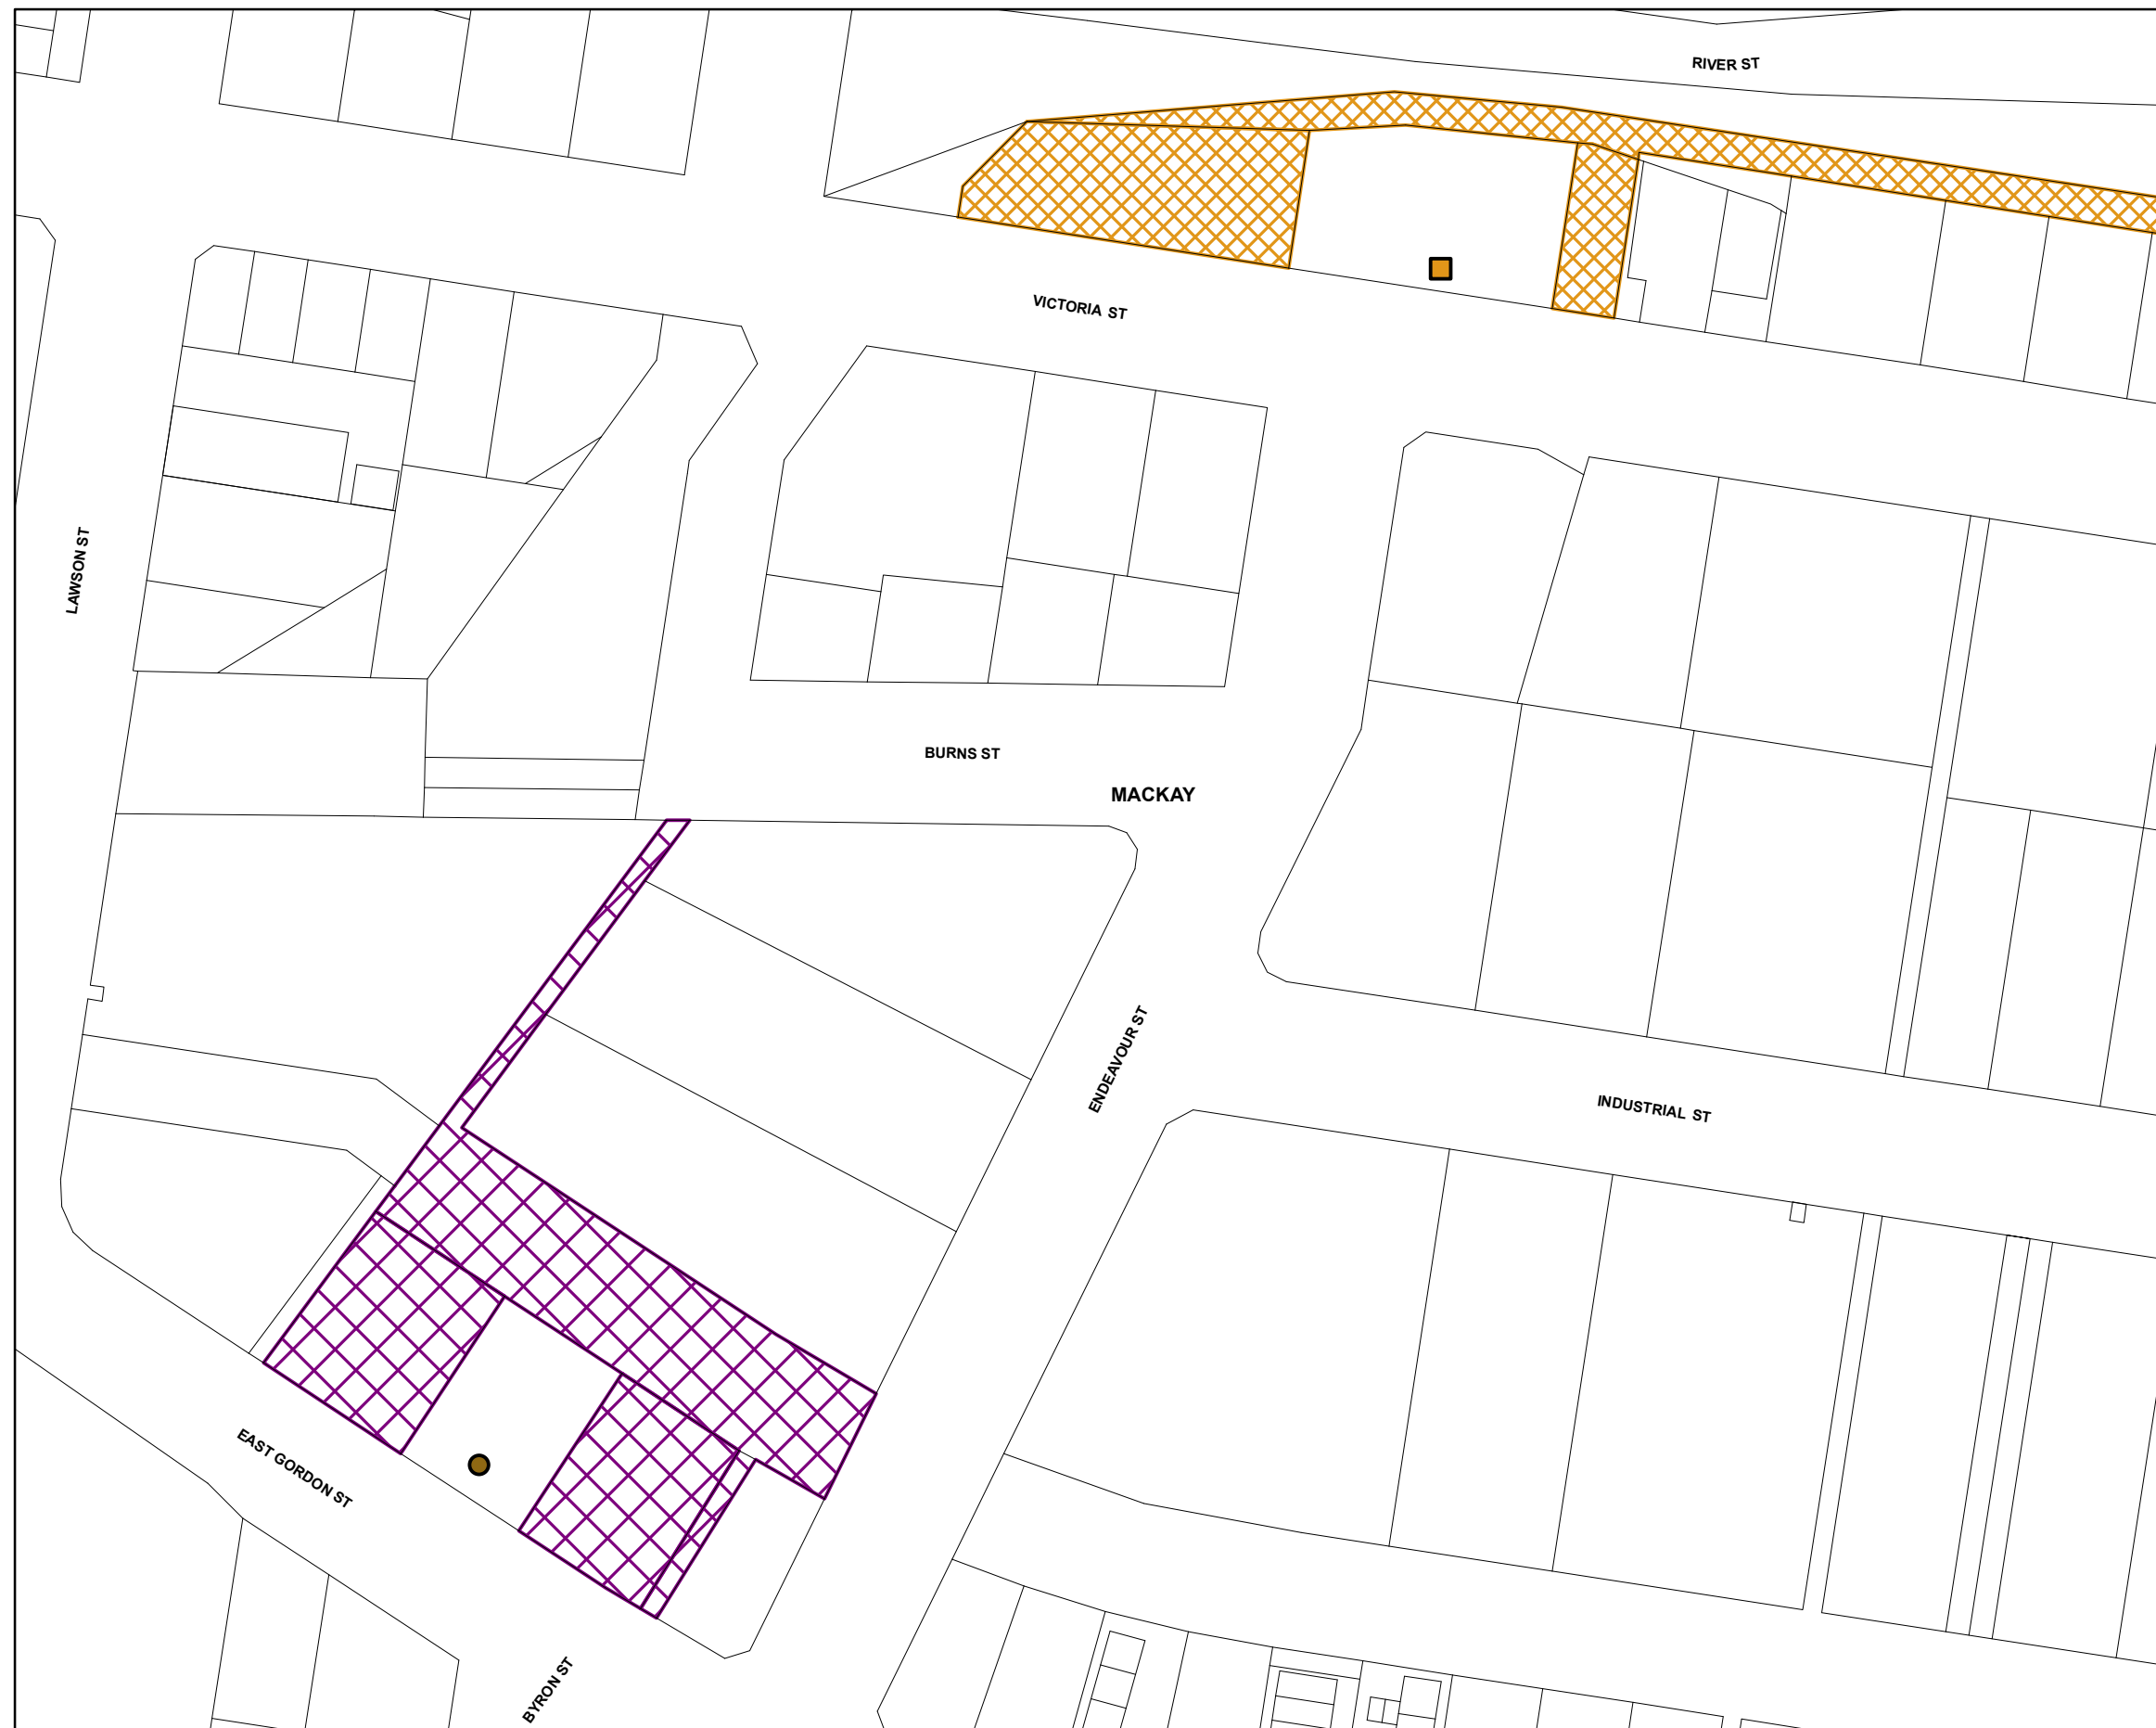 RIVER ST
VICTORIA ST
LAWSON ST
BURNS ST
MACKAY
ENDEAVOUR ST
INDUSTRIAL ST
EAST GORDON ST
BYRON ST